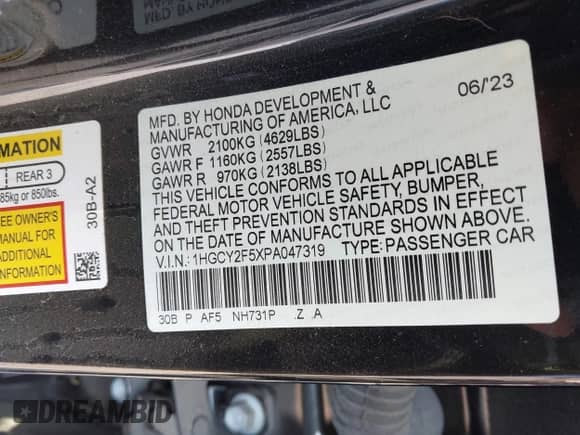 MFD. BY HONDA DEVELOPMENT & 06/'23
MANUFACTURING OF AMERICA, LLC
GVWR 2100KG (4629LBS)
GAWR F 1160KG (2557LBS)
GAWR R 970KG (2138LBS)
THIS VEHICLE CONFORMS TO ALL APPLICABLE
FEDERAL MOTOR VEHICLE SAFETY, BUMPER,
AND THEFT PREVENTION STANDARDS IN EFFECT
ON THE DATE OF MANUFACTURE SHOWN ABOVE.
V.I.N.: 1HGCY2F5XPA047319 TYPE: PASSENGER CAR
30B P AF5 NH731P .Z .A
REAR 3
85kg or 850lbs.
EE OWNER'S
MANUAL FOR
ADDITIONAL
30B-A2
DREAMBID